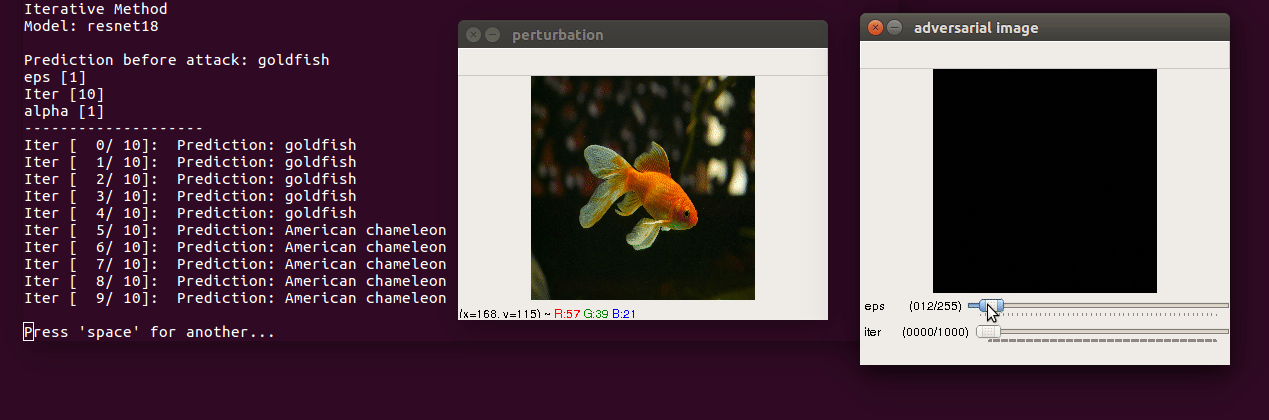 Iterative Method
Model: resnet18
Prediction before attack: goldfish
eps [1]
Iter [10]
alpha [1]
--------------------
Iter [  0/ 10]:  Prediction: goldfish
Iter [  1/ 10]:  Prediction: goldfish
Iter [  2/ 10]:  Prediction: goldfish
Iter [  3/ 10]:  Prediction: goldfish
Iter [  4/ 10]:  Prediction: goldfish
Iter [  5/ 10]:  Prediction: American chameleon
Iter [  6/ 10]:  Prediction: American chameleon
Iter [  7/ 10]:  Prediction: American chameleon
Iter [  8/ 10]:  Prediction: American chameleon
Iter [  9/ 10]:  Prediction: American chameleon
Press 'space' for another...
perturbation
(x=168, y=115) ~ R:57 G:39 B:21
adversarial image
eps (012/255)
iter (0000/1000)